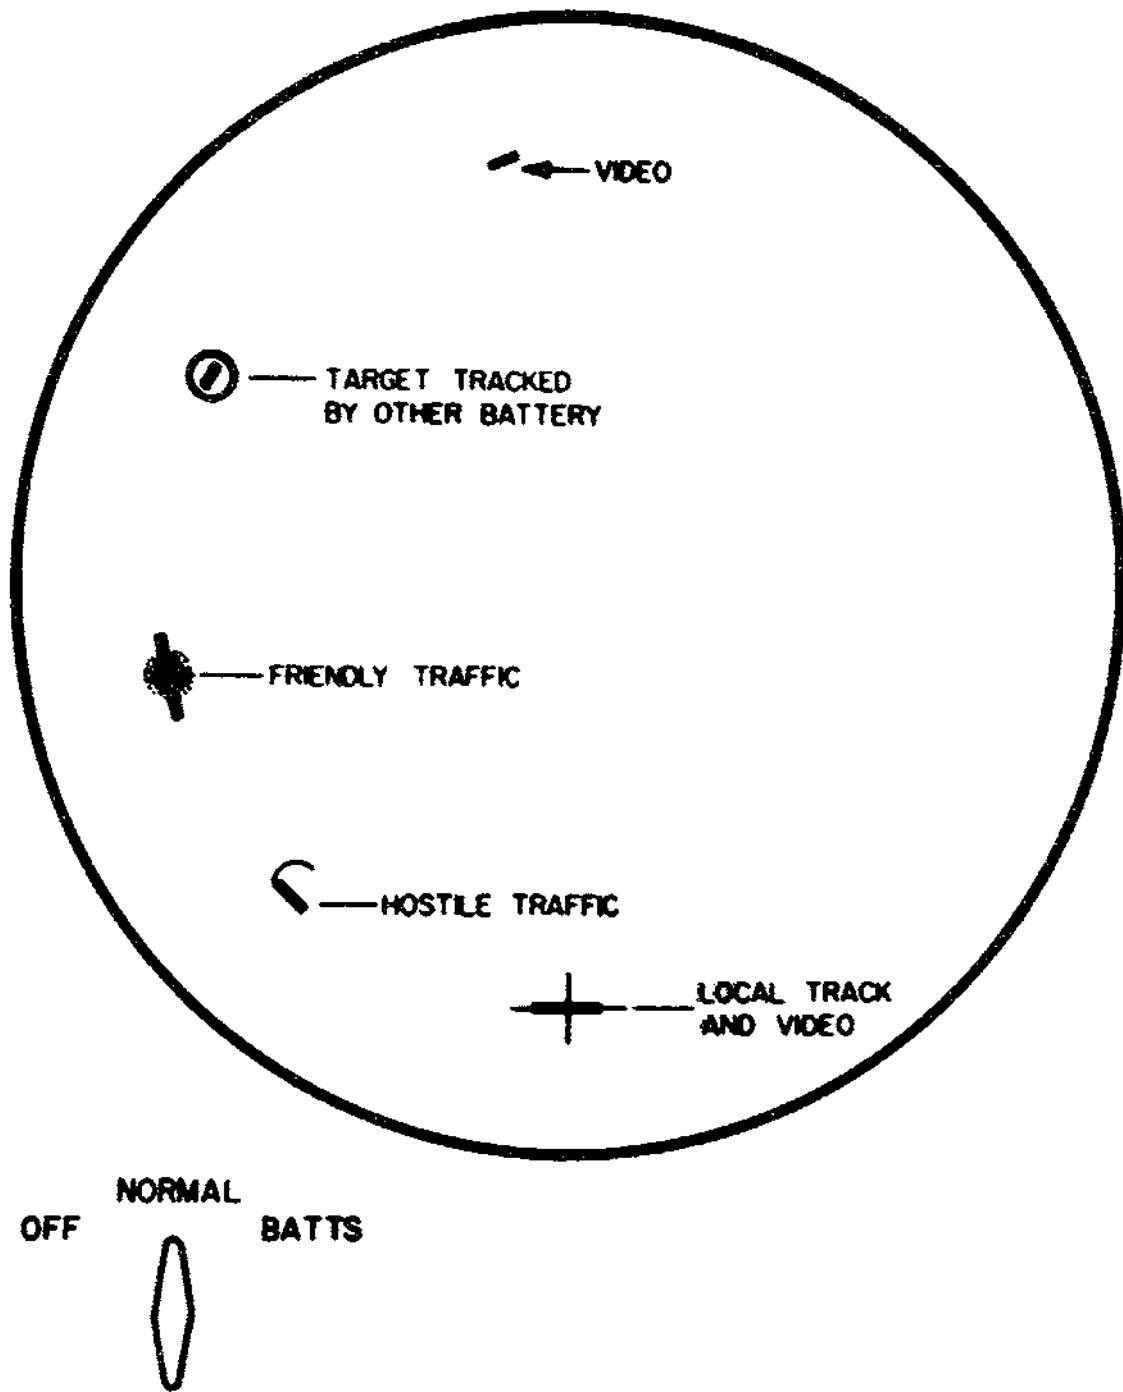 VIDEO
TARGET TRACKED
BY OTHER BATTERY
FRIENDLY TRAFFIC
HOSTILE TRAFFIC
LOCAL TRACK
AND VIDEO
NORMAL
OFF BATTS